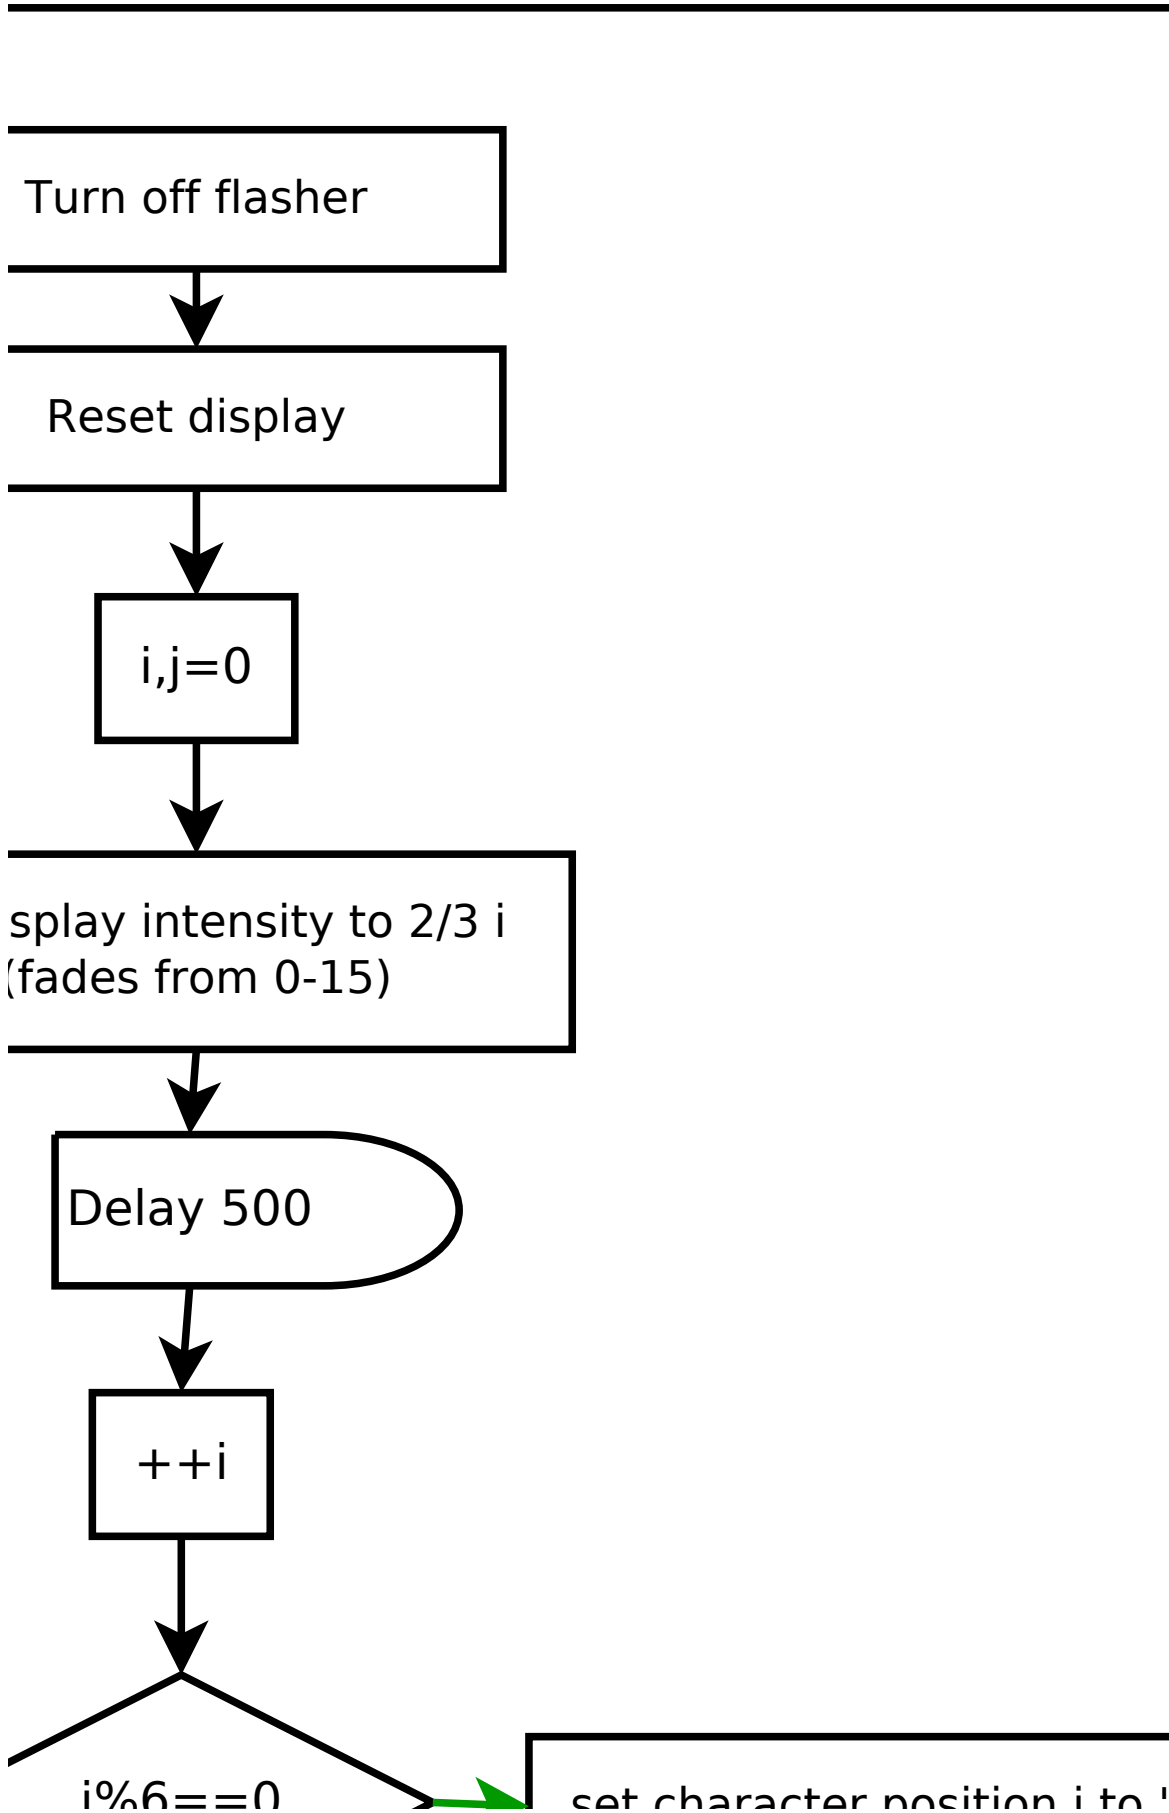 Turn off flasher
Reset display
i,j=0
splay intensity to 2/3 i
(fades from 0-15)
Delay 500
++i
i%6==0
set character position j to